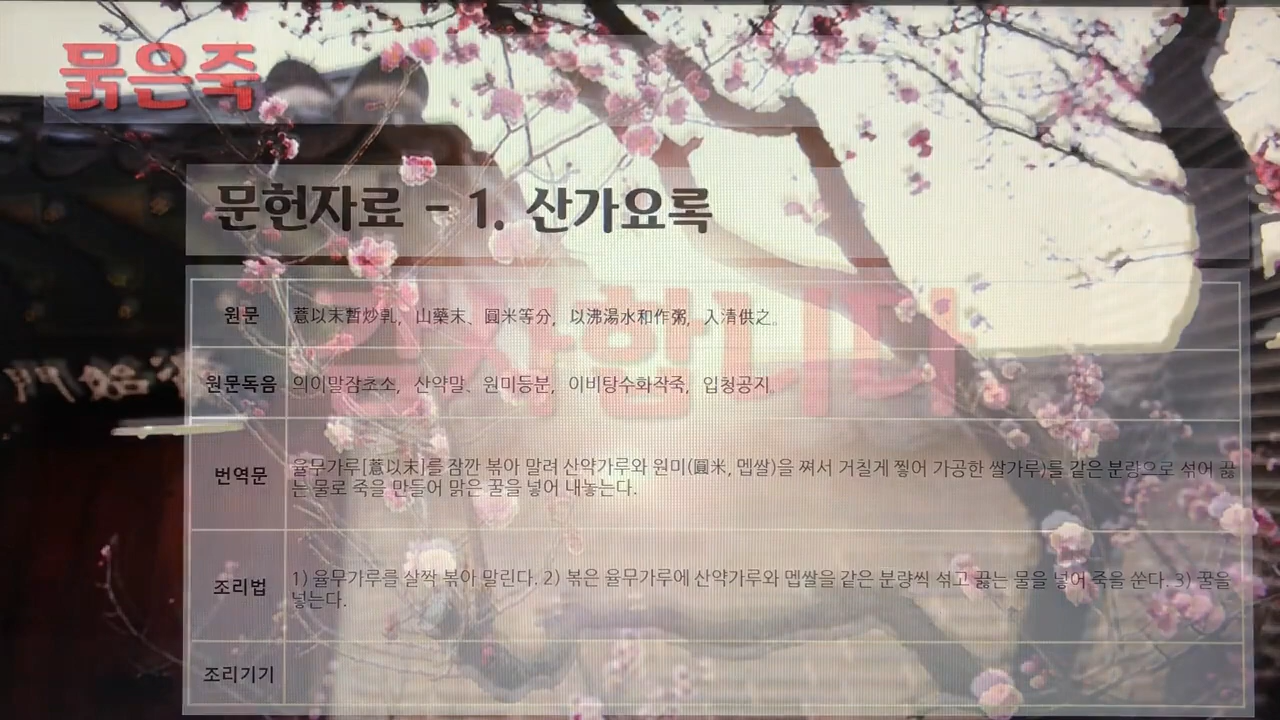 묽은죽
문헌자료 - 1. 산가요록
감사합니다
원문
薏以末暫炒乹, 山藥末、圓米等分, 以沸湯水和作粥, 入清供之。
원문독음
의이말잠초소, 산약말、원미등분, 이비탕수화작죽, 입청공지。
번역문
율무가루[薏以末]를 잠깐 볶아 말려 산약가루와 원미(圓米, 멥쌀)을 쪄서 거칠게 찧어 가공한 쌀가루)를 같은 분량으로 섞어 끓
는 물로 죽을 만들어 맑은 꿀을 넣어 내놓는다.
조리법
1) 율무가루를 살짝 볶아 말린다. 2) 볶은 율무가루에 산약가루와 멥쌀을 같은 분량씩 섞고 끓는 물을 넣어 죽을 쑨다. 3) 꿀을
넣는다.
조리기기